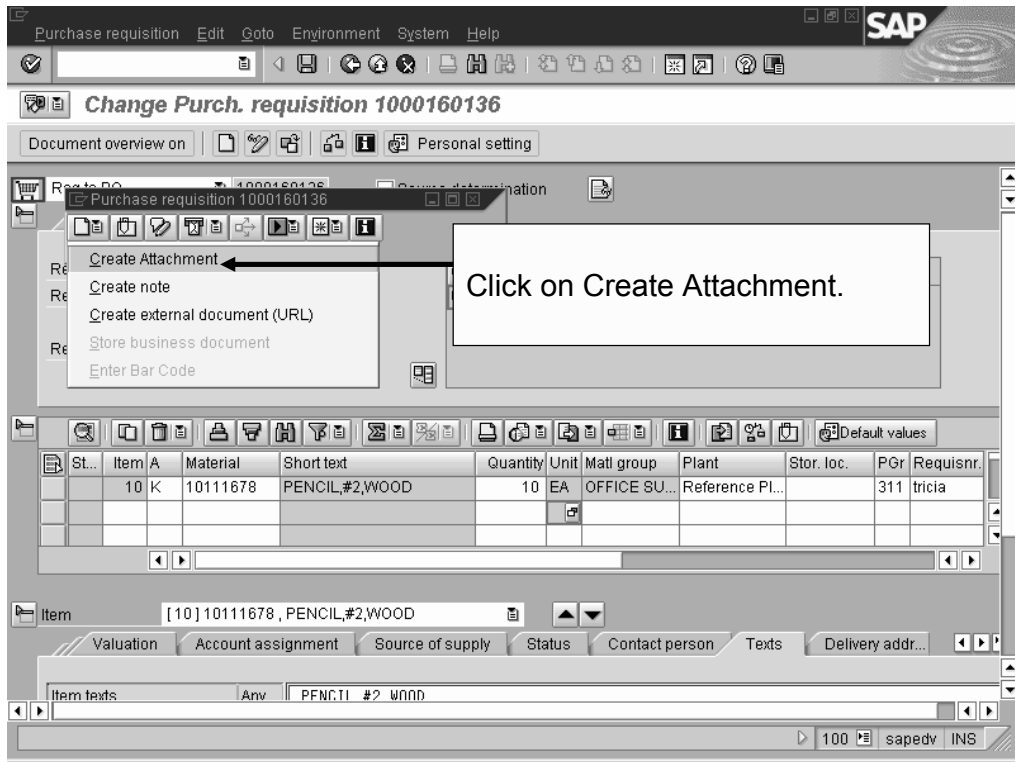 Purchase requisition Edit Goto Environment System Help
SAP
Change Purch. requisition 1000160136
Document overview on Personal setting
Purchase requisition 1000160136
Create Attachment
Create note
Create external document (URL)
Store business document
Enter Bar Code
Click on Create Attachment.
Default values
St... Item A Material Short text Quantity Unit Matl group Plant Stor. loc. PGr Requisnr.
10 K 10111678 PENCIL,#2,WOOD 10 EA OFFICE SU... Reference Pl... 311 tricia
Item [ 10 ] 10111678 , PENCIL,#2,WOOD
Valuation Account assignment Source of supply Status Contact person Texts Delivery addr...
Item texts Any PENCIL,#2,WOOD
100 sapedv INS